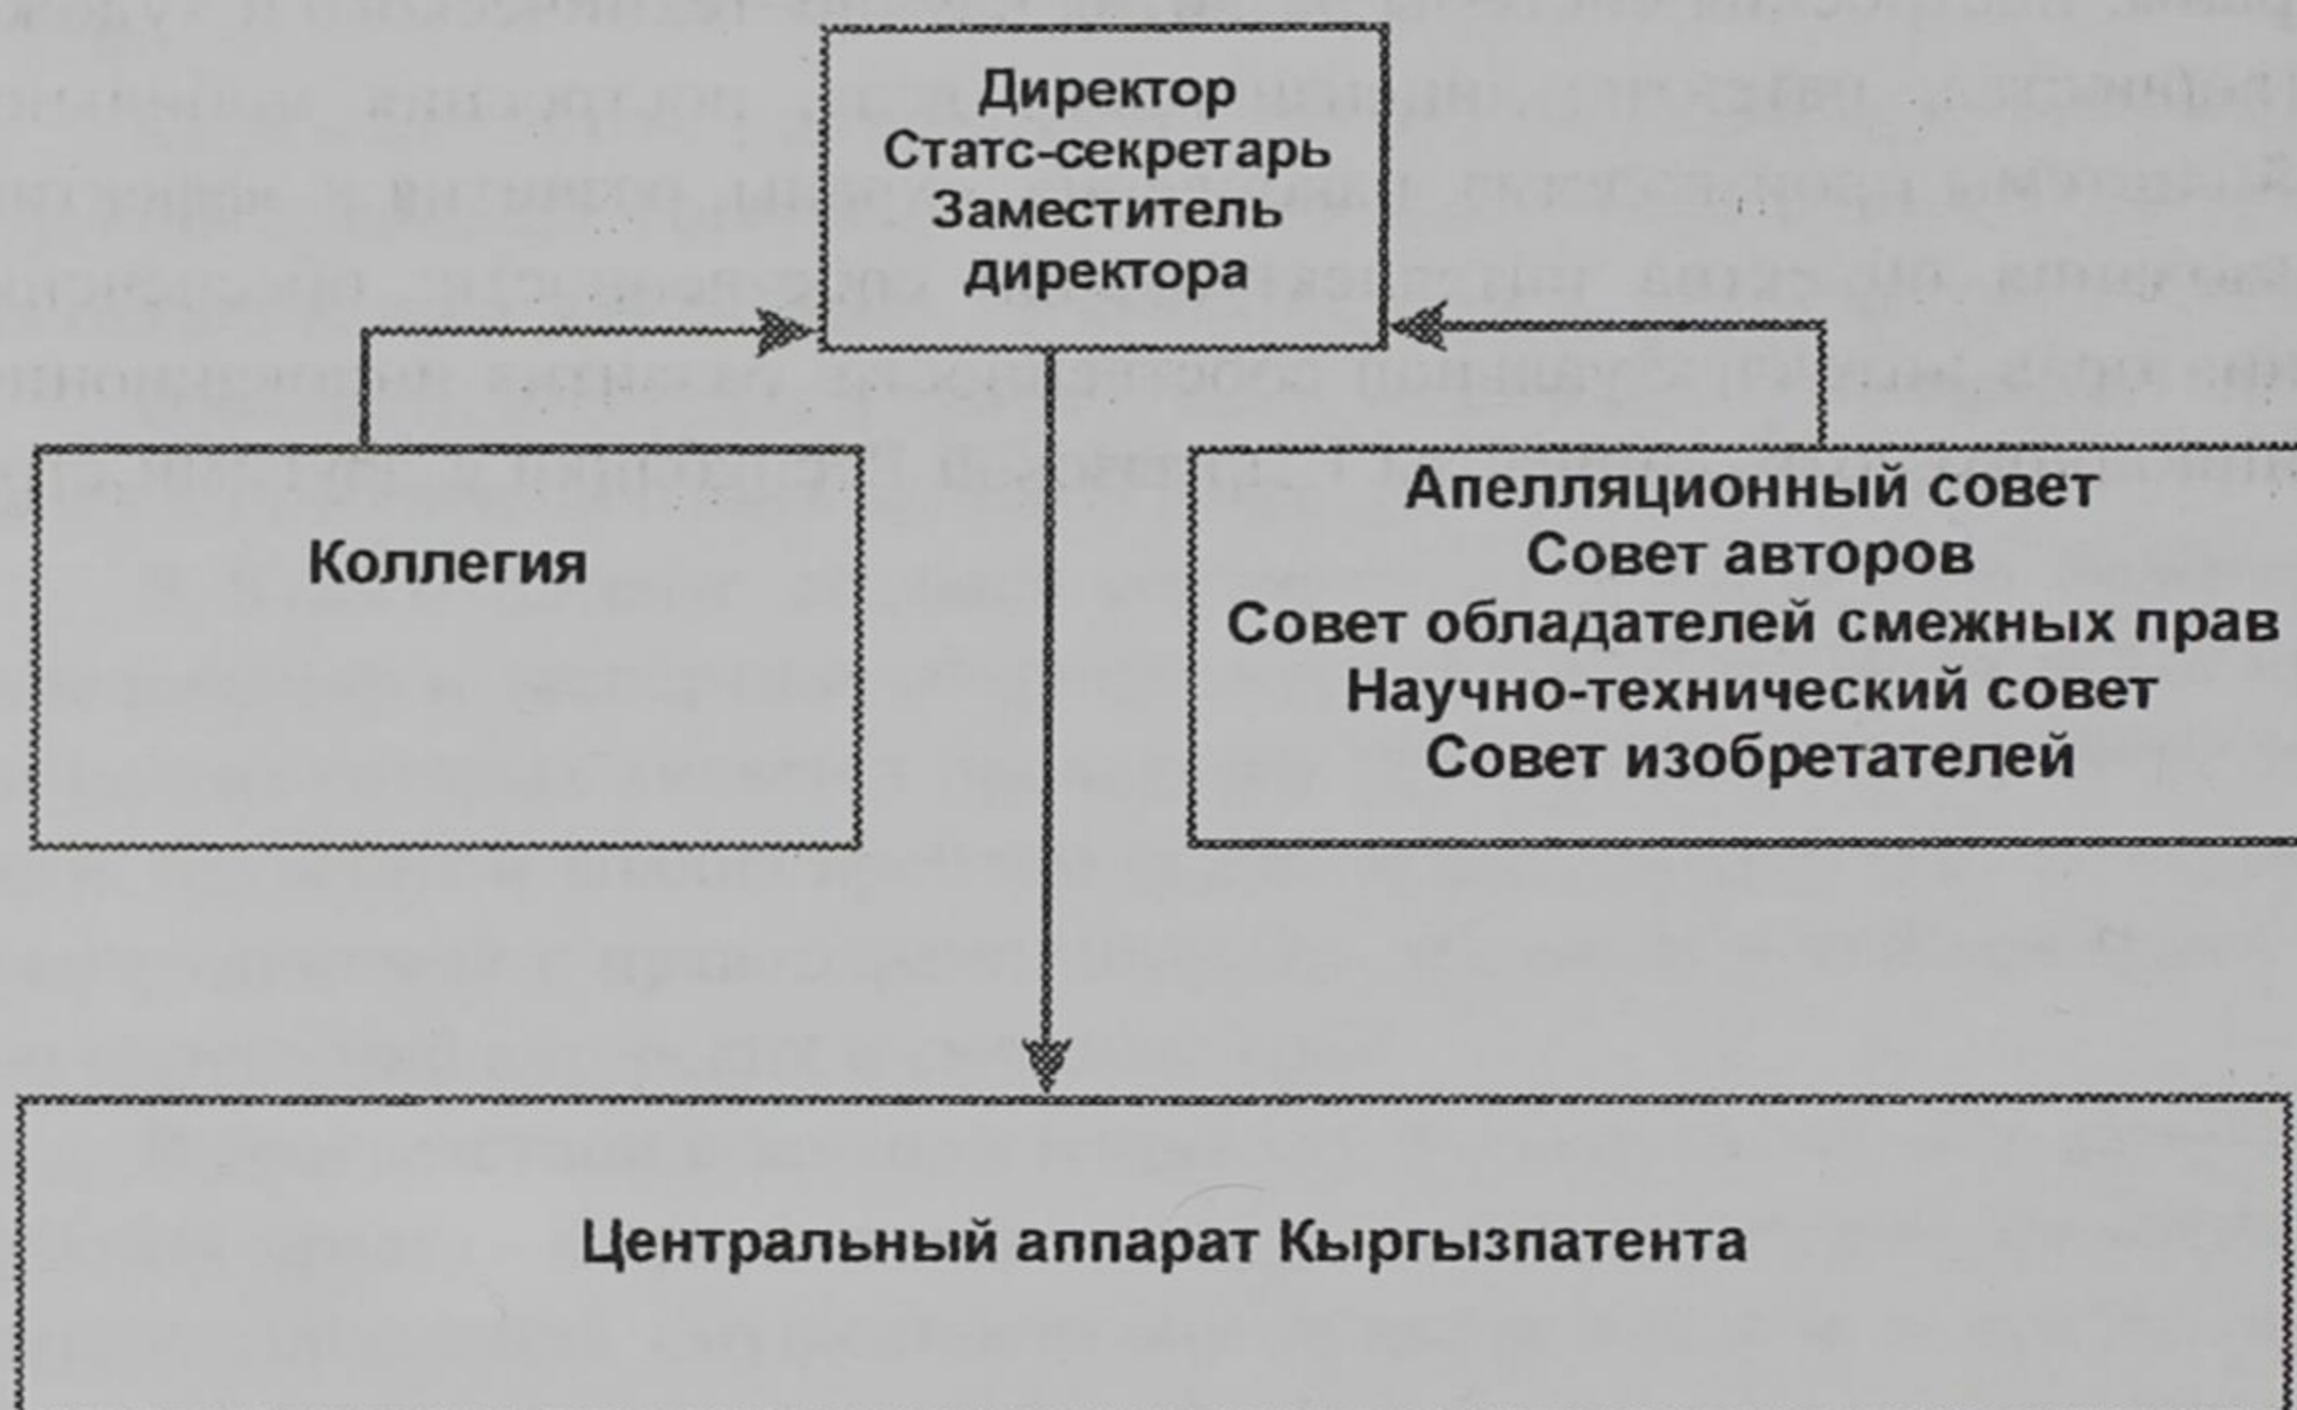 Директор
Статс-секретарь
Заместитель
директора
Коллегия
Апелляционный совет
Совет авторов
Совет обладателей смежных прав
Научно-технический совет
Совет изобретателей
Центральный аппарат Кыргызпатента